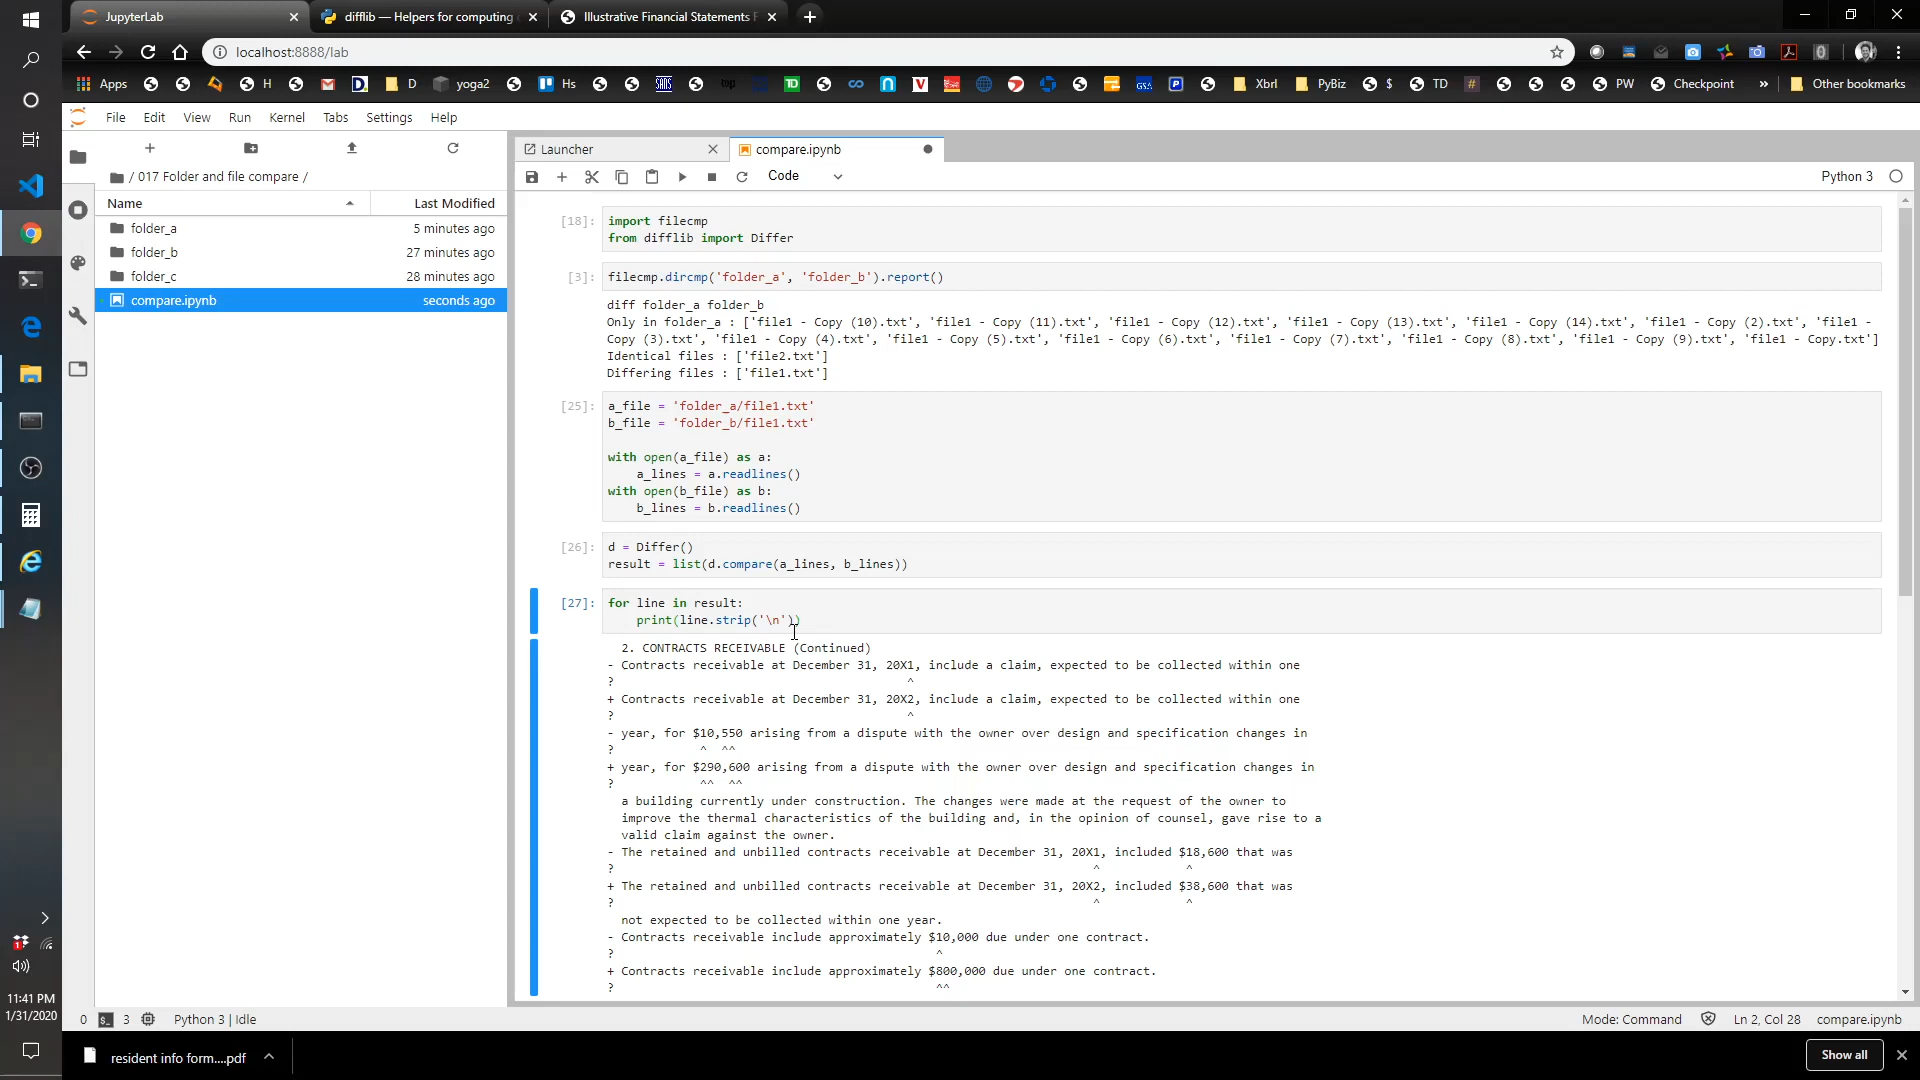 JupyterLab
difflib — Helpers for computing
Illustrative Financial Statements F
localhost:8888/lab
Apps
H
D
yoga2
Hs
SANS
top
TD
GSA
Xbrl
PyBiz
$
TD
#
PW
Checkpoint
»
Other bookmarks
File Edit View Run Kernel Tabs Settings Help
/ 017 Folder and file compare /
Name Last Modified
folder_a 5 minutes ago
folder_b 27 minutes ago
folder_c 28 minutes ago
compare.ipynb seconds ago
Launcher
compare.ipynb
Code
Python 3
[18]: import filecmp
from difflib import Differ
[3]: filecmp.dircmp('folder_a', 'folder_b').report()
diff folder_a folder_b
Only in folder_a : ['file1 - Copy (10).txt', 'file1 - Copy (11).txt', 'file1 - Copy (12).txt', 'file1 - Copy (13).txt', 'file1 - Copy (14).txt', 'file1 - Copy (2).txt', 'file1 -
Copy (3).txt', 'file1 - Copy (4).txt', 'file1 - Copy (5).txt', 'file1 - Copy (6).txt', 'file1 - Copy (7).txt', 'file1 - Copy (8).txt', 'file1 - Copy (9).txt', 'file1 - Copy.txt']
Identical files : ['file2.txt']
Differing files : ['file1.txt']
[25]: a_file = 'folder_a/file1.txt'
b_file = 'folder_b/file1.txt'
with open(a_file) as a:
    a_lines = a.readlines()
with open(b_file) as b:
    b_lines = b.readlines()
[26]: d = Differ()
result = list(d.compare(a_lines, b_lines))
[27]: for line in result:
    print(line.strip('\n'))
  2. CONTRACTS RECEIVABLE (Continued)
- Contracts receivable at December 31, 20X1, include a claim, expected to be collected within one
?                                         ^
+ Contracts receivable at December 31, 20X2, include a claim, expected to be collected within one
?                                         ^
- year, for $10,550 arising from a dispute with the owner over design and specification changes in
?            ^  ^^
+ year, for $290,600 arising from a dispute with the owner over design and specification changes in
?            ^^  ^^
  a building currently under construction. The changes were made at the request of the owner to
  improve the thermal characteristics of the building and, in the opinion of counsel, gave rise to a
  valid claim against the owner.
- The retained and unbilled contracts receivable at December 31, 20X1, included $18,600 that was
?                                                                   ^            ^
+ The retained and unbilled contracts receivable at December 31, 20X2, included $38,600 that was
?                                                                   ^            ^
  not expected to be collected within one year.
- Contracts receivable include approximately $10,000 due under one contract.
?                                             ^
+ Contracts receivable include approximately $800,000 due under one contract.
?                                             ^^
0 3 Python 3 | Idle
Mode: Command Ln 2, Col 28 compare.ipynb
11:41 PM
1/31/2020
resident info form....pdf
Show all